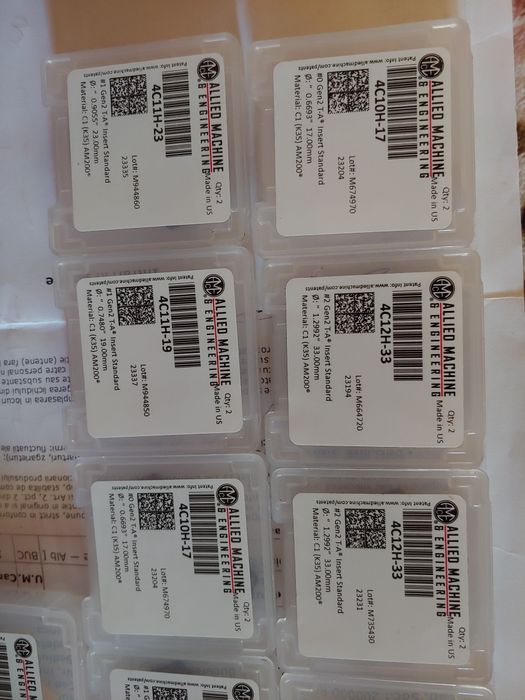 ALLIED MACHINE
& ENGINEERING
Qty: 2
Made in US
4C11H-23
Lot#: M944860
23335
#1 Gen2 T-A® Insert Standard
Ø: " 0.9055" 23.00mm
Material: C1 (K35) AM200®
Patent Info: www.alliedmachine.com/patents
ALLIED MACHINE
& ENGINEERING
Qty: 2
Made in US
4C10H-17
Lot#: M674970
23204
#0 Gen2 T-A® Insert Standard
Ø: " 0.6693" 17.00mm
Material: C1 (K35) AM200®
Patent Info: www.alliedmachine.com/patents
ALLIED MACHINE
& ENGINEERING
Qty: 2
Made in US
4C11H-19
Lot#: M944850
23337
#1 Gen2 T-A® Insert Standard
Ø: " 0.7480" 19.00mm
Material: C1 (K35) AM200®
Patent Info: www.alliedmachine.com/patents
ALLIED MACHINE
& ENGINEERING
Qty: 2
Made in US
4C12H-33
Lot#: M664720
23194
#2 Gen2 T-A® Insert Standard
Ø: " 1.2992" 33.00mm
Material: C1 (K35) AM200®
Patent Info: www.alliedmachine.com/patents
ALLIED MACHINE
& ENGINEERING
Qty: 2
Made in US
4C10H-17
Lot#: M674970
23204
#0 Gen2 T-A® Insert Standard
Ø: " 0.6693" 17.00mm
Material: C1 (K35) AM200®
Patent Info: www.alliedmachine.com/patents
ALLIED MACHINE
& ENGINEERING
Qty: 2
Made in US
4C12H-33
Lot#: M735430
23231
#2 Gen2 T-A® Insert Standard
Ø: " 1.2992" 33.00mm
Material: C1 (K35) AM200®
Patent Info: www.alliedmachine.com/patents
ALLIED MACHINE
& ENGINEERING
ALLIED